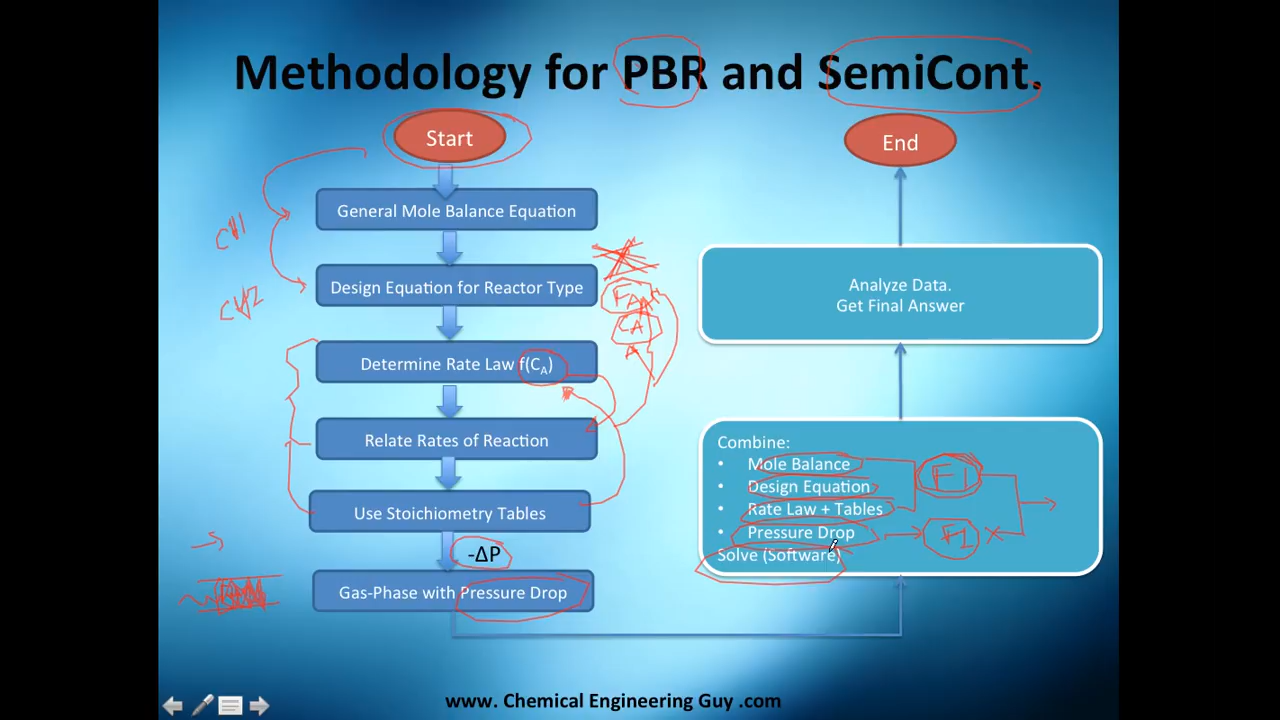 Methodology for PBR and SemiCont.
Start
General Mole Balance Equation
Design Equation for Reactor Type
Determine Rate Law f(CA)
Relate Rates of Reaction
Use Stoichiometry Tables
-ΔP
Gas-Phase with Pressure Drop
CA
End
Analyze Data.
Get Final Answer
Combine:
• Mole Balance
• Design Equation
• Rate Law + Tables
• Pressure Drop
Solve (Software)
www. Chemical Engineering Guy .com